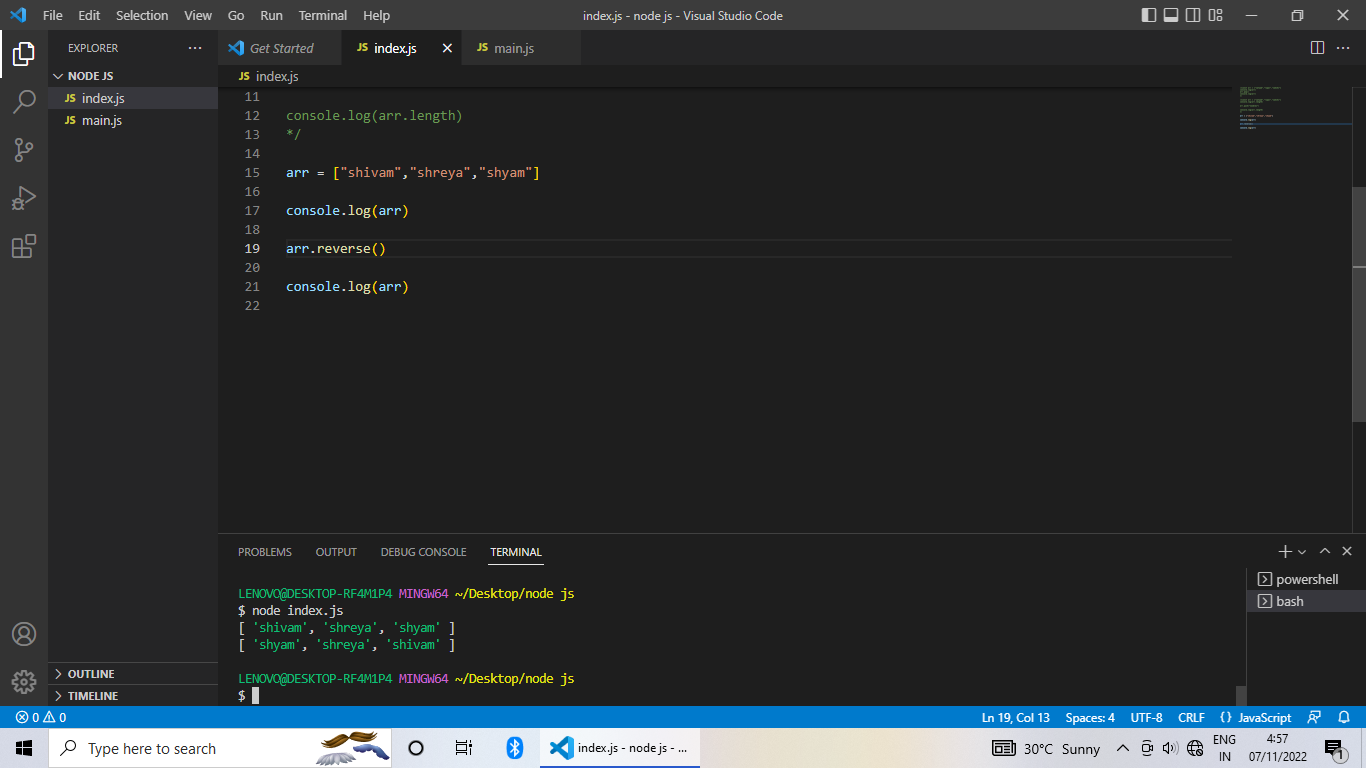 File Edit Selection View Go Run Terminal Help index.js - node js - Visual Studio Code
EXPLORER
NODE JS
JS index.js
JS main.js
OUTLINE
TIMELINE
Get Started JS index.js JS main.js
JS index.js
11
12 console.log(arr.length)
13 */
14
15 arr = ["shivam","shreya","shyam"]
16
17 console.log(arr)
18
19 arr.reverse()
20
21 console.log(arr)
22
PROBLEMS OUTPUT DEBUG CONSOLE TERMINAL
LENOVO@DESKTOP-RF4M1P4 MINGW64 ~/Desktop/node js
$ node index.js
[ 'shivam', 'shreya', 'shyam' ]
[ 'shyam', 'shreya', 'shivam' ]
LENOVO@DESKTOP-RF4M1P4 MINGW64 ~/Desktop/node js
$
powershell
bash
0 0 Ln 19, Col 13 Spaces: 4 UTF-8 CRLF {} JavaScript
Type here to search
index.js - node js - ...
30°C Sunny
ENG
IN
4:57
07/11/2022
1